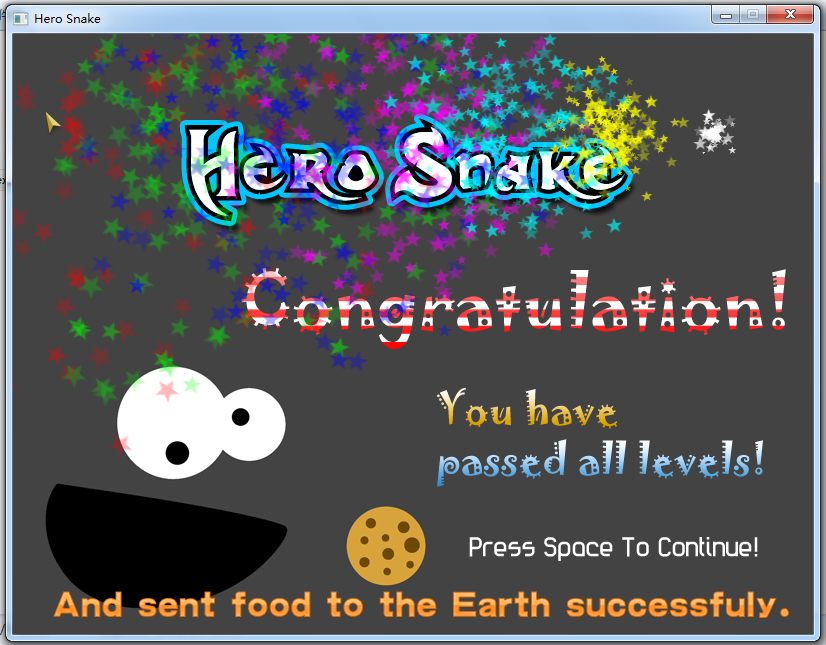 Hero Snake
Hero Snake
Congratulation!
You have
passed all levels!
Press Space To Continue!
And sent food to the Earth successfuly.